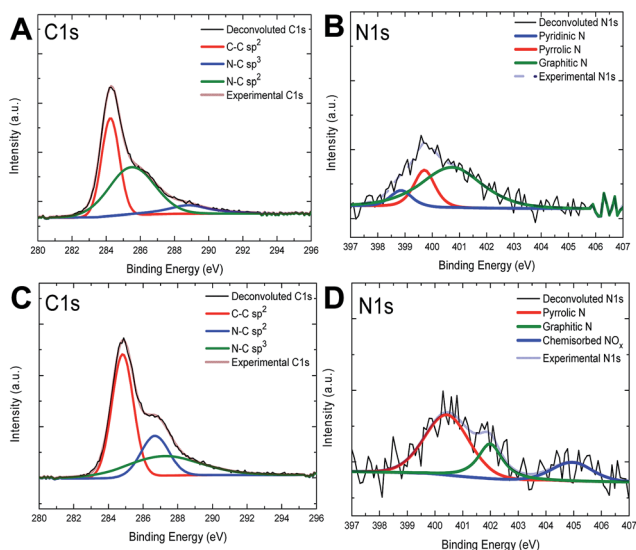 A
C1s
Deconvoluted C1s
C-C sp2
N-C sp3
N-C sp2
Experimental C1s
Intensity (a.u.)
280 282 284 286 288 290 292 294 296
Binding Energy (eV)
B
N1s
Deconvoluted N1s
Pyridinic N
Pyrrolic N
Graphitic N
Experimental N1s
Intensity (a.u.)
397 398 399 400 401 402 403 404 405 406 407
Binding Energy (eV)
C
C1s
Deconvoluted C1s
C-C sp2
N-C sp2
N-C sp3
Experimental C1s
Intensity (a.u.)
280 282 284 286 288 290 292 294 296
Binding Energy (eV)
D
N1s
Deconvoluted N1s
Pyrrolic N
Graphitic N
Chemisorbed NOx
Experimental N1s
Intensity (a.u.)
397 398 399 400 401 402 403 404 405 406 407
Binding Energy (eV)